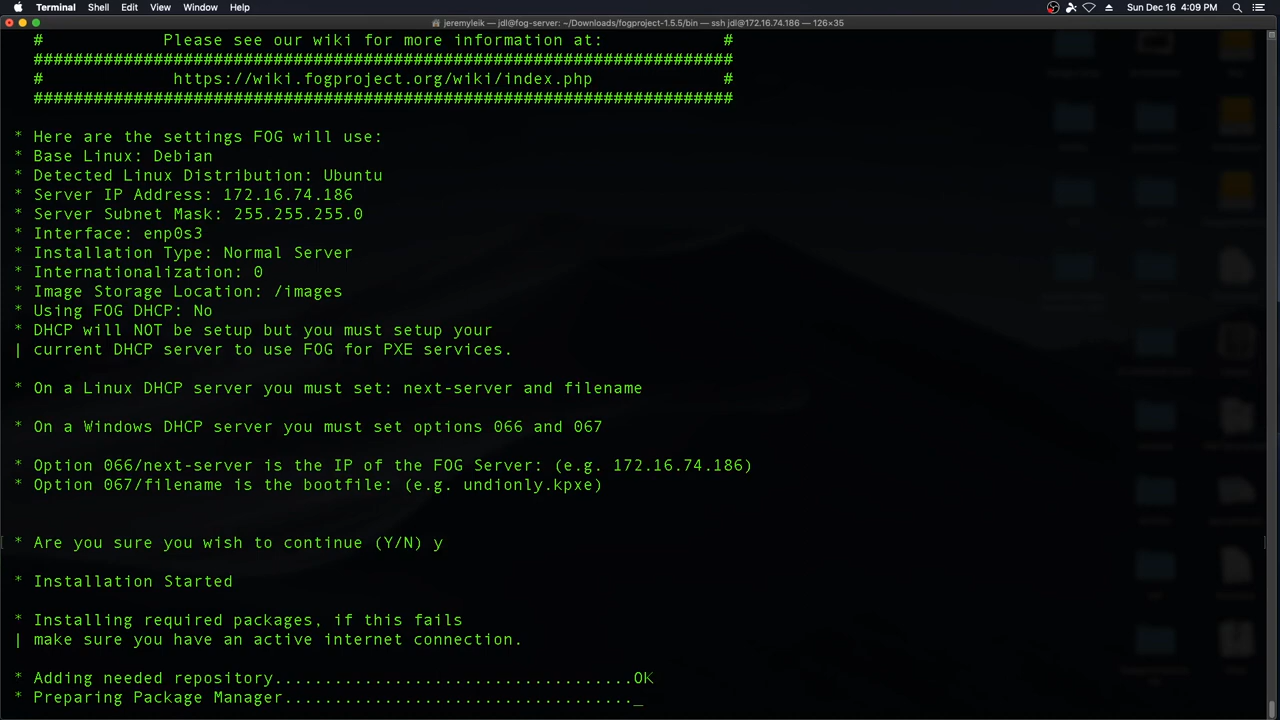 Terminal Shell Edit View Window Help Sun Dec 16 4:09 PM
jeremyleik — jdl@fog-server: ~/Downloads/fogproject-1.5.5/bin — ssh jdl@172.16.74.186 — 126×35
# Please see our wiki for more information at: #
######################################################################
# https://wiki.fogproject.org/wiki/index.php #
######################################################################
* Here are the settings FOG will use:
* Base Linux: Debian
* Detected Linux Distribution: Ubuntu
* Server IP Address: 172.16.74.186
* Server Subnet Mask: 255.255.255.0
* Interface: enp0s3
* Installation Type: Normal Server
* Internationalization: 0
* Image Storage Location: /images
* Using FOG DHCP: No
* DHCP will NOT be setup but you must setup your
| current DHCP server to use FOG for PXE services.
* On a Linux DHCP server you must set: next-server and filename
* On a Windows DHCP server you must set options 066 and 067
* Option 066/next-server is the IP of the FOG Server: (e.g. 172.16.74.186)
* Option 067/filename is the bootfile: (e.g. undionly.kpxe)
* Are you sure you wish to continue (Y/N) y
* Installation Started
* Installing required packages, if this fails
| make sure you have an active internet connection.
* Adding needed repository....................................OK
* Preparing Package Manager..................................._